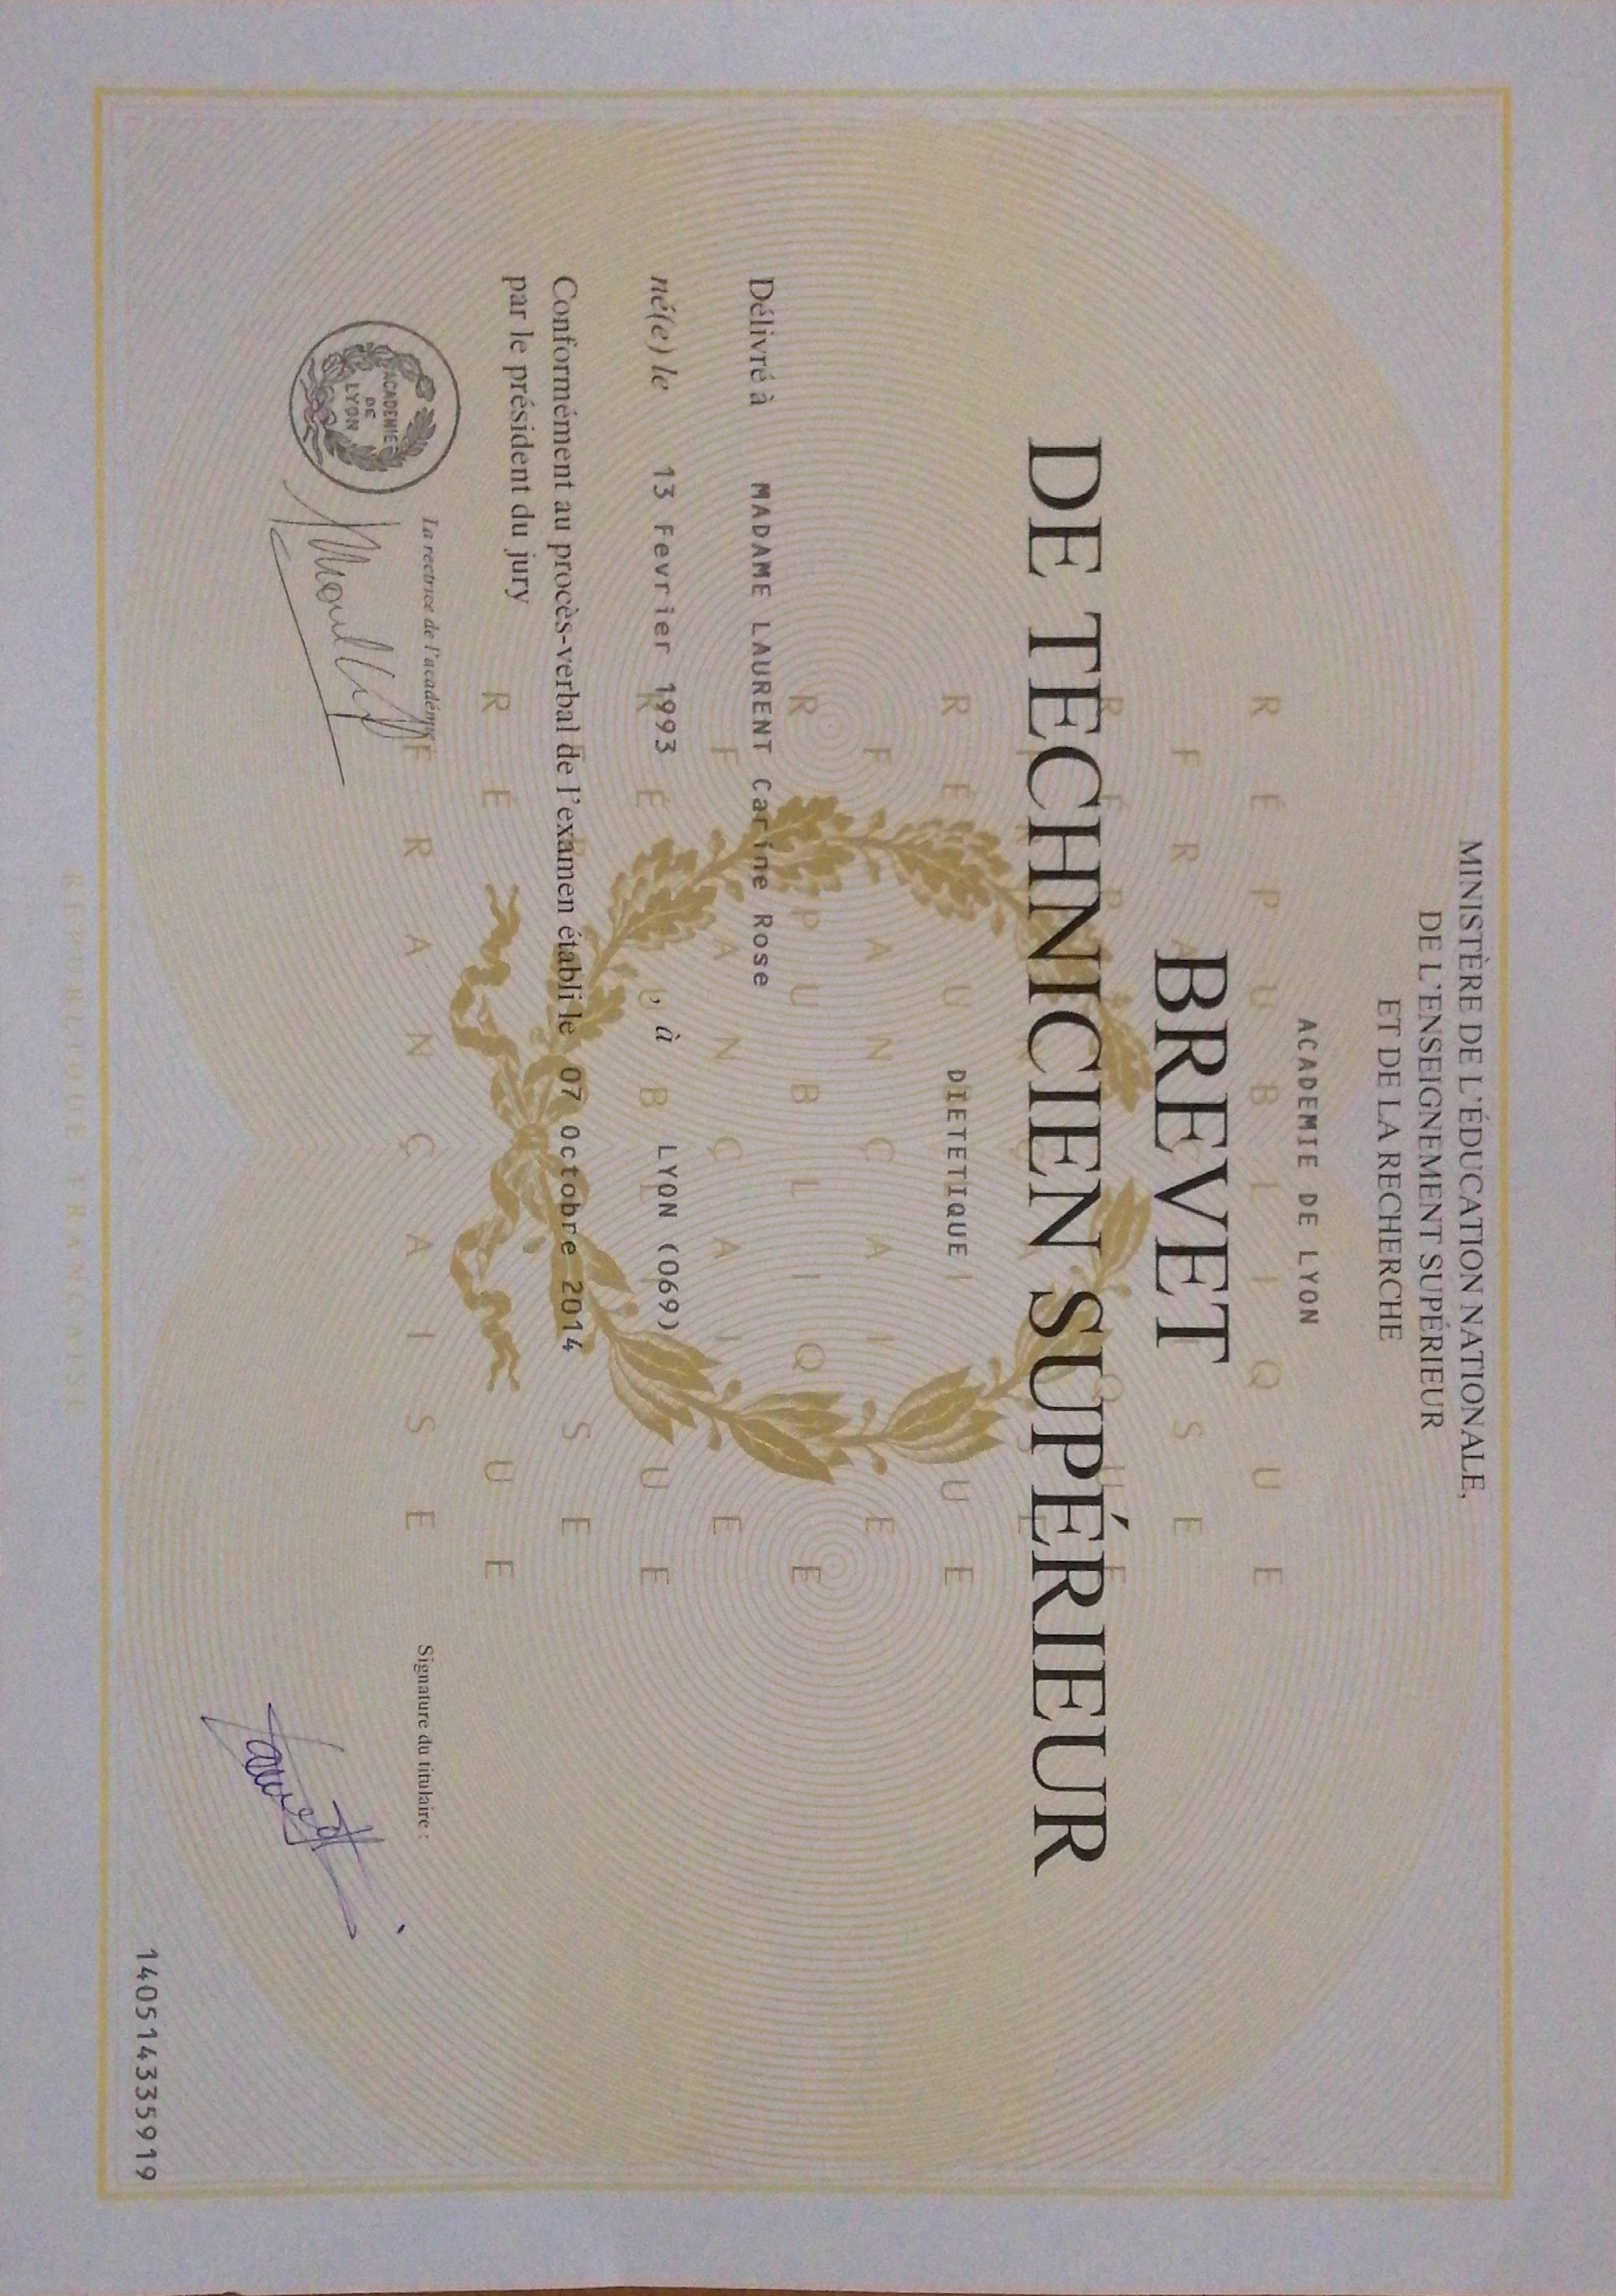 MINISTÈRE DE L'ÉDUCATION NATIONALE,
DE L'ENSEIGNEMENT SUPÉRIEUR
ET DE LA RECHERCHE
ACADEMIE DE LYON
BREVET
DE TECHNICIEN SUPÉRIEUR
DIETETIQUE
Délivré à MADAME LAURENT Carine Rose
né(e) le 13 Fevrier 1993 , à LYON (069)
Conformément au procès-verbal de l'examen établi le 07 Octobre 2014
par le président du jury
La rectrice de l'académie
Signature du titulaire :
ACADEMIE
DE
LYON
14051433591９
RÉPUBLIQUE FRANÇAISE